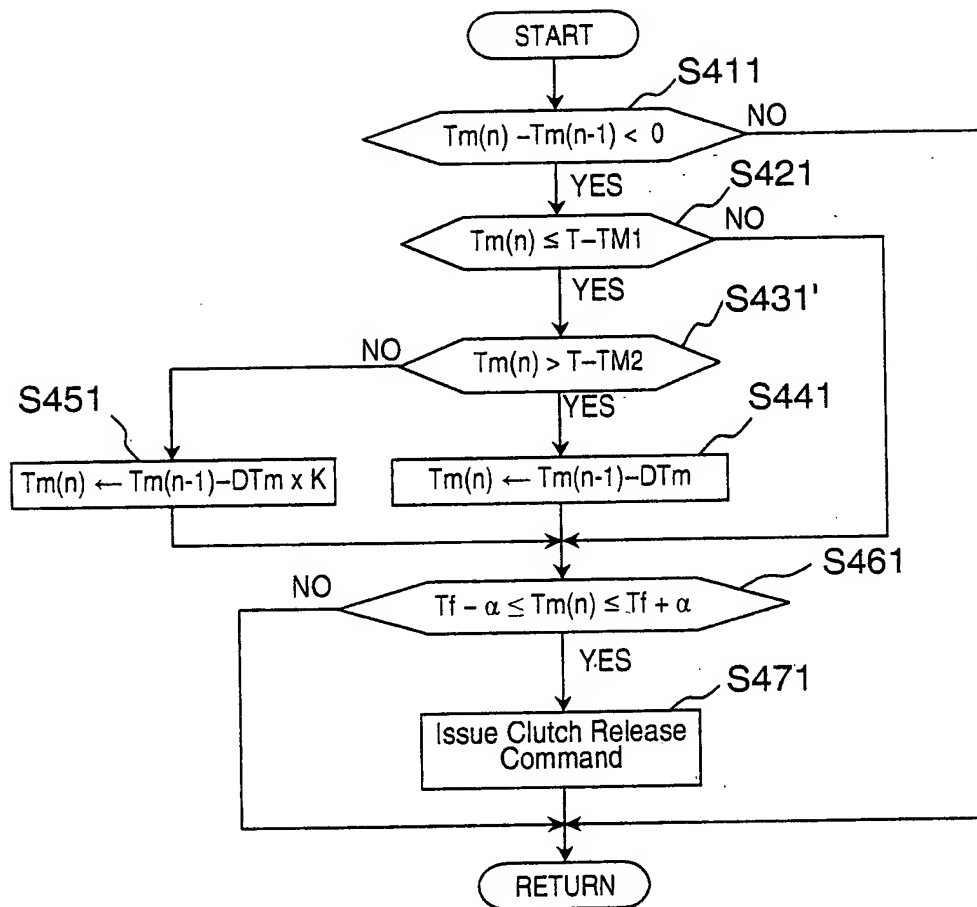 START
S411
Tm(n) –Tm(n-1) < 0
NO
YES
S421
Tm(n) ≤ T–TM1
NO
YES
S431'
Tm(n) > T–TM2
NO
YES
S451
S441
Tm(n) ← Tm(n-1)–DTm x K
Tm(n) ← Tm(n-1)–DTm
S461
NO
Tf – α ≤ Tm(n) ≤ Tf + α
YES
S471
Issue Clutch Release
Command
RETURN